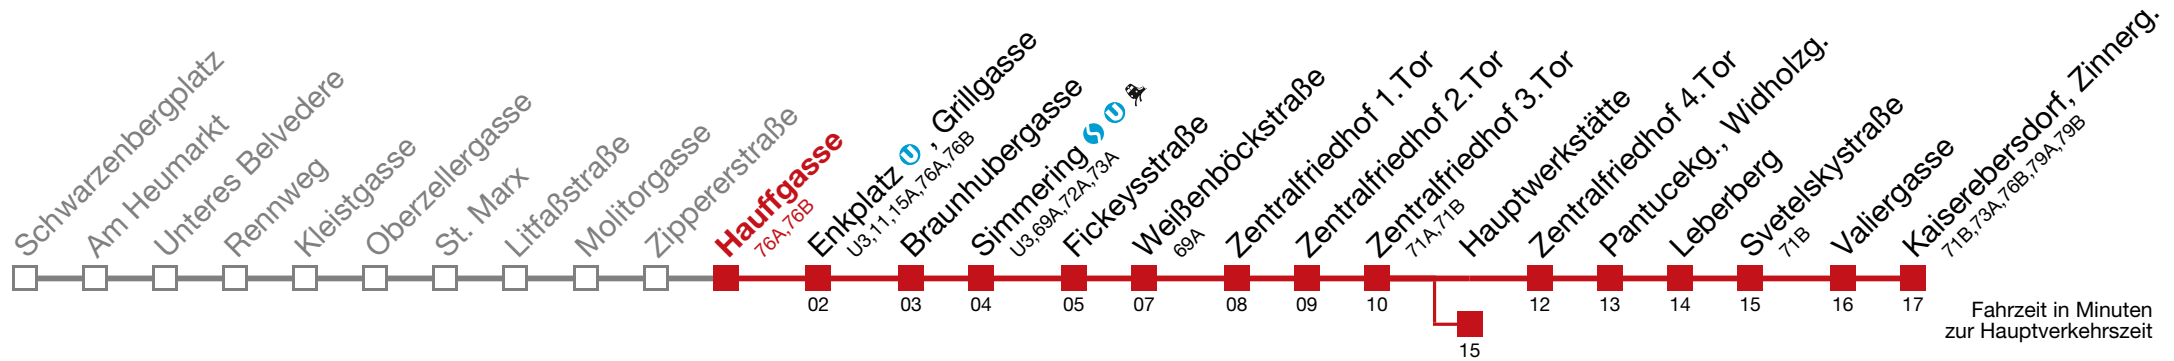 Schwarzenbergplatz
Am Heumarkt
Unteres Belvedere
Rennweg
Kleistgasse
Oberzellergasse
St. Marx
Litfaßstraße
Molitorgasse
Zippererstraße
Hauffgasse
76A,76B
Enkplatz U , Grillgasse
U3,11,15A,76A,76B
Braunhubergasse
Simmering S U
U3,69A,72A,73A
Fickeysstraße
Weißenböckstraße
69A
Zentralfriedhof 1.Tor
Zentralfriedhof 2.Tor
Zentralfriedhof 3.Tor
71A,71B
Hauptwerkstätte
Zentralfriedhof 4.Tor
Pantucekg., Widholzg.
Leberberg
Svetelskystraße
71B
Valiergasse
Kaiserebersdorf, Zinnerg.
71B,73A,76B,79A,79B
02 03 04 05 07 08 09 10 12 13 14 15 16 17
15
Fahrzeit in Minuten
zur Hauptverkehrszeit